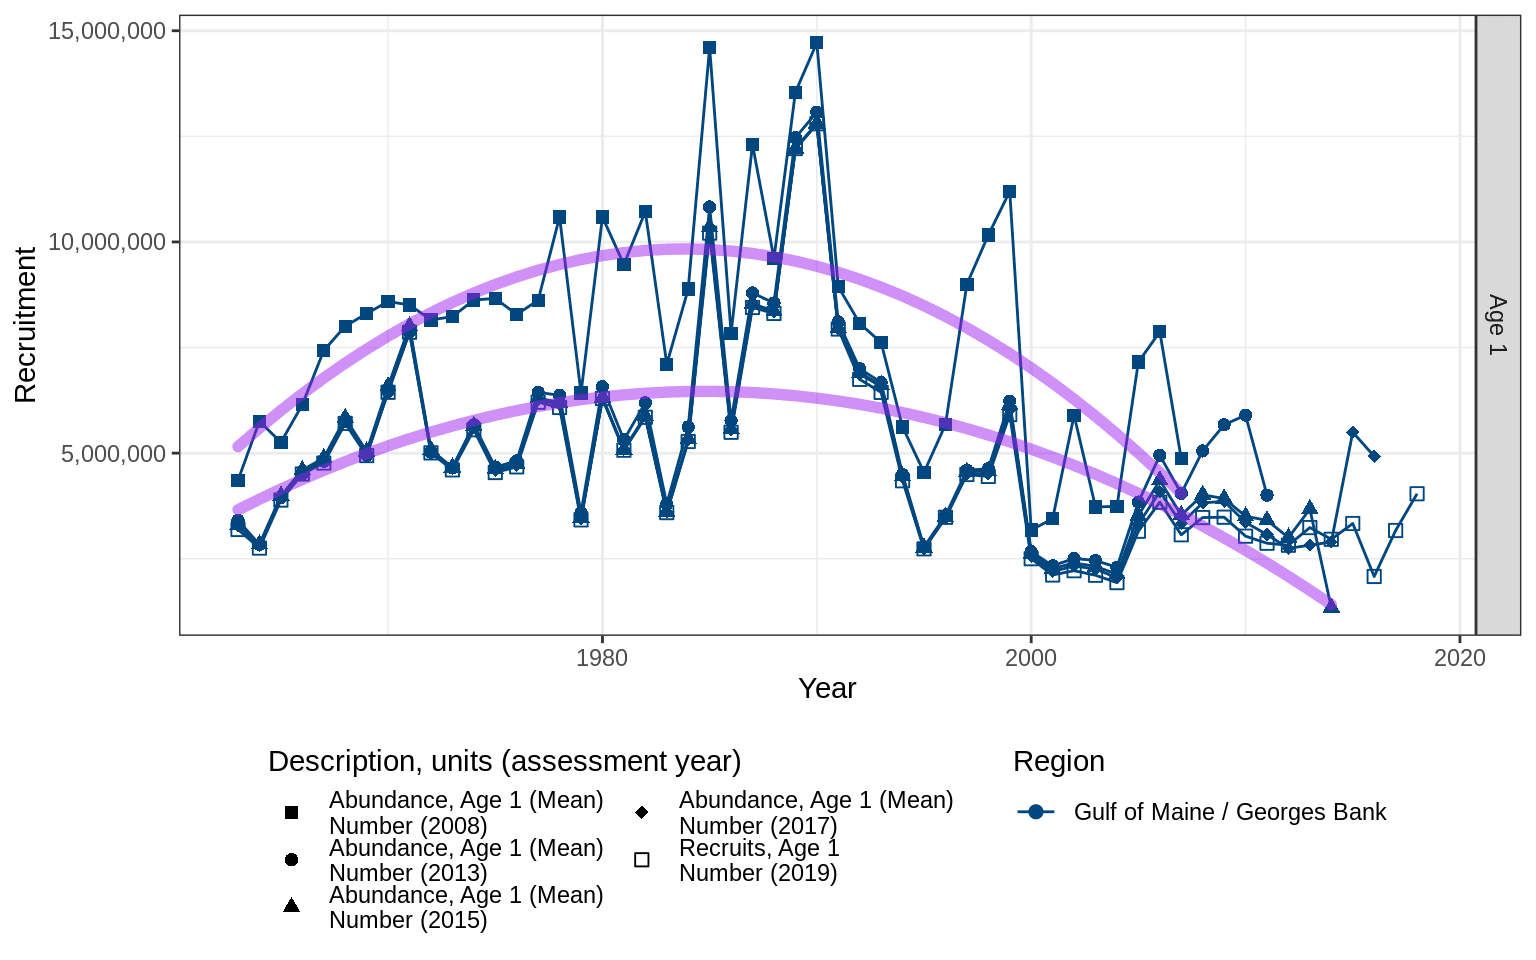 15,000,000
10,000,000
5,000,000
Recruitment
Age 1
1980
2000
2020
Year
Description, units (assessment year)
Abundance, Age 1 (Mean)
Number (2008)
Abundance, Age 1 (Mean)
Number (2013)
Abundance, Age 1 (Mean)
Number (2015)
Abundance, Age 1 (Mean)
Number (2017)
Recruits, Age 1
Number (2019)
Region
Gulf of Maine / Georges Bank